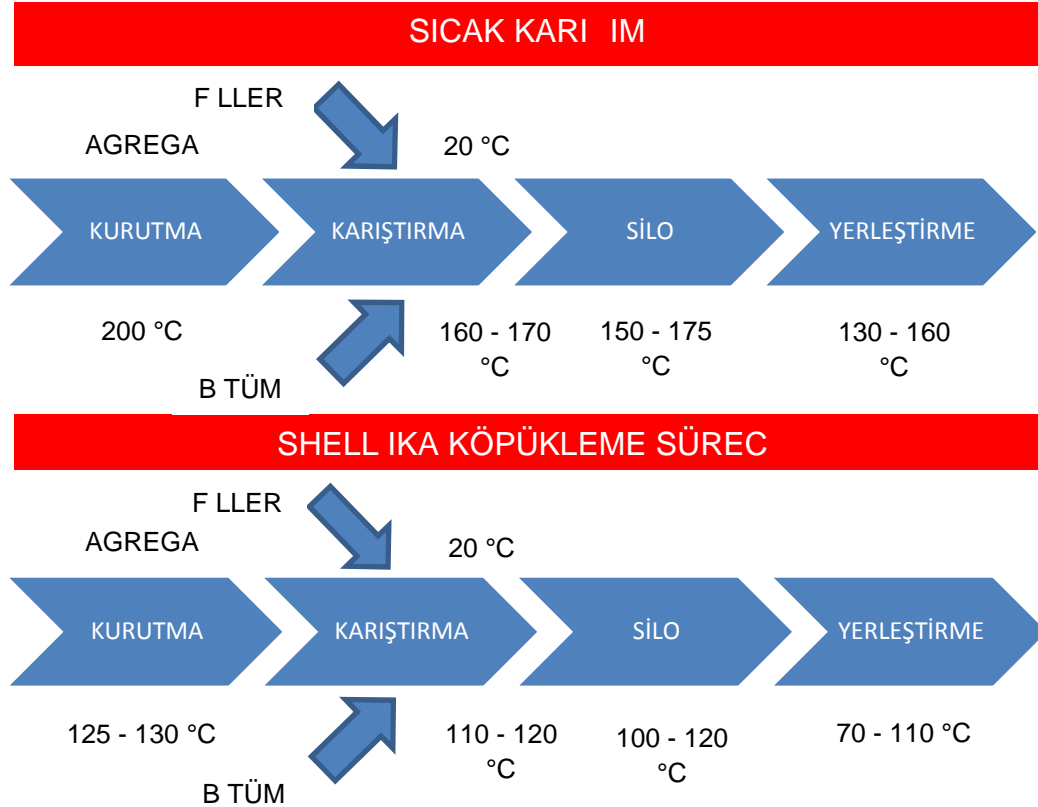 SICAK KARI IM
F LLER
AGREGA
20 °C
KURUTMA
KARIŞTIRMA
SİLO
YERLEŞTİRME
200 °C
160 - 170
°C
150 - 175
°C
130 - 160
°C
B TÜM
SHELL IKA KÖPÜKLEME SÜREC
F LLER
AGREGA
20 °C
KURUTMA
KARIŞTIRMA
SİLO
YERLEŞTİRME
125 - 130 °C
110 - 120
°C
100 - 120
°C
70 - 110 °C
B TÜM